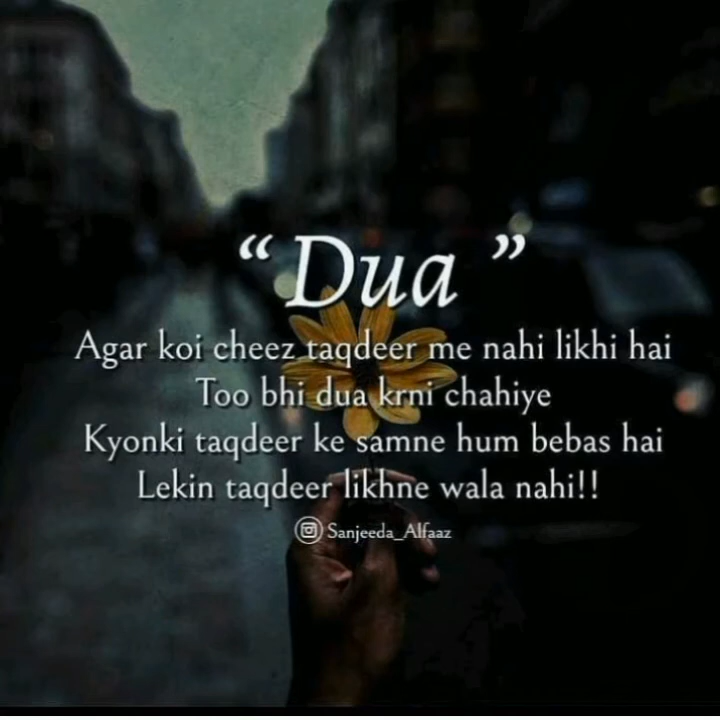 “ Dua ”
Agar koi cheez taqdeer me nahi likhi hai
Too bhi dua krni chahiye
Kyonki taqdeer ke samne hum bebas hai
Lekin taqdeer likhne wala nahi!!
Sanjeeda_Alfaaz